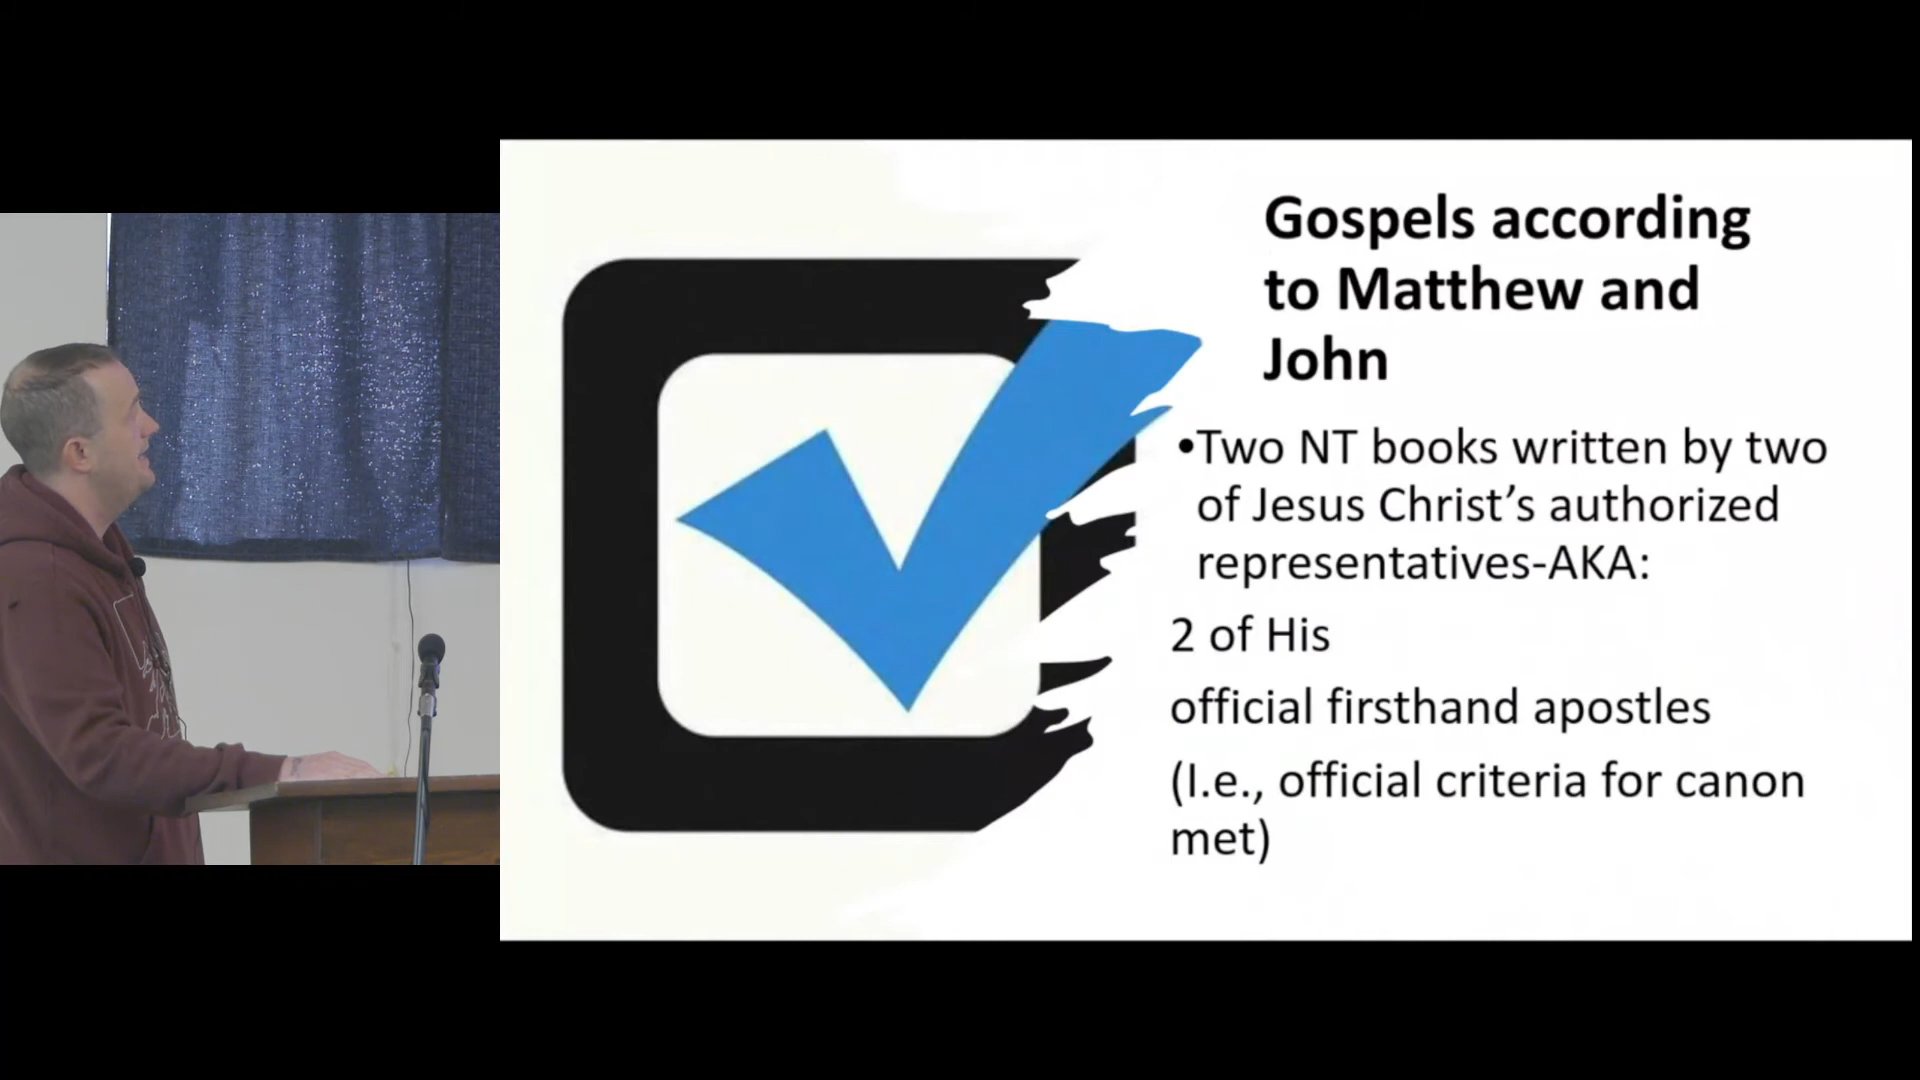 Gospels according
to Matthew and
John
•Two NT books written by two
of Jesus Christ’s authorized
representatives-AKA:
2 of His
official firsthand apostles
(I.e., official criteria for canon
met)